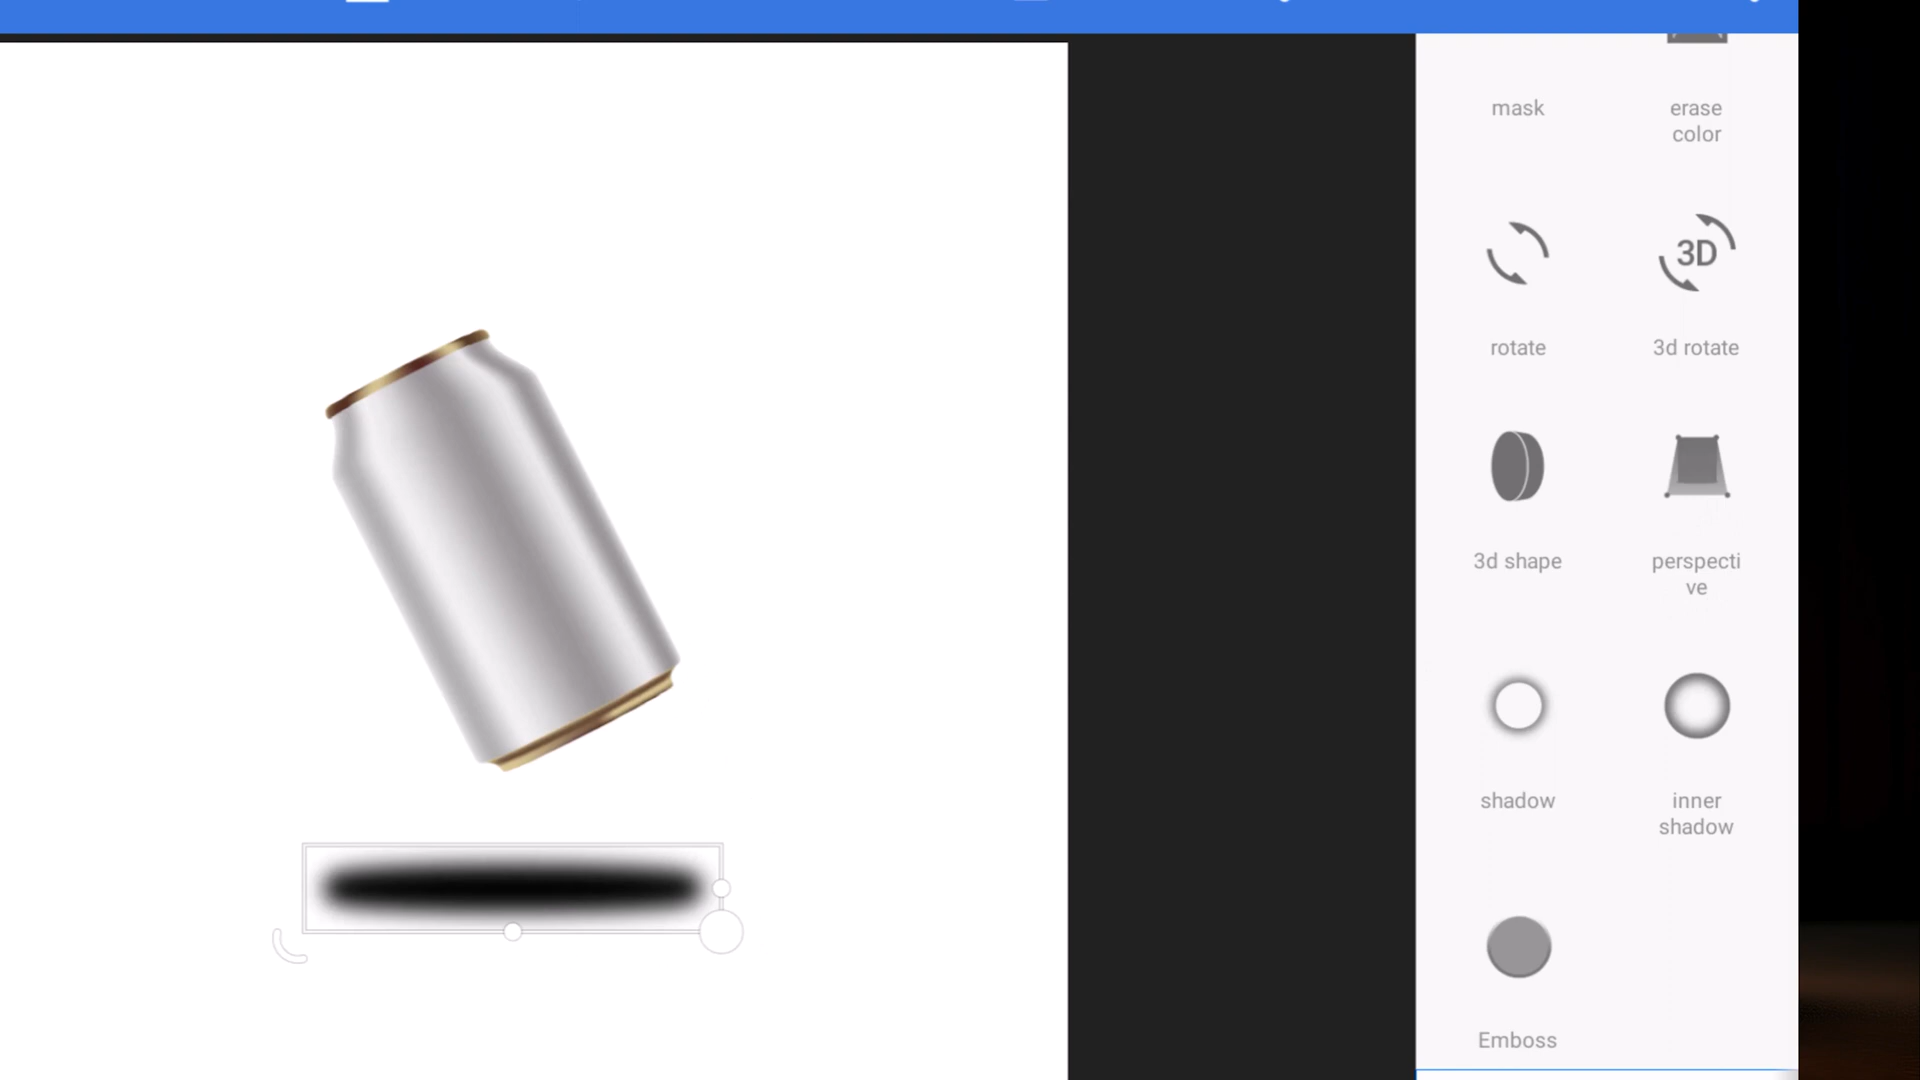 mask
erase
color
3D
rotate
3d rotate
3d shape
perspecti
ve
shadow
inner
shadow
Emboss